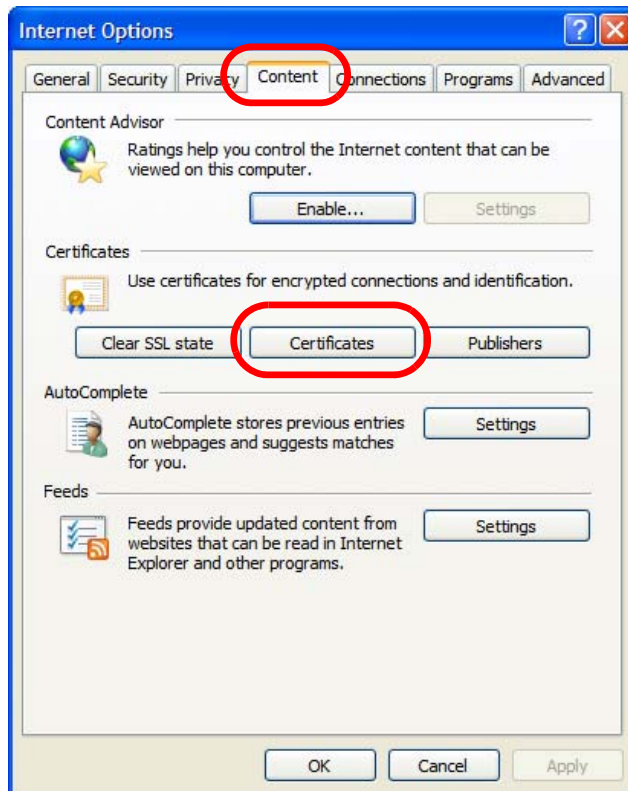 Internet Options
General Security Privacy Content Connections Programs Advanced
Content Advisor
Ratings help you control the Internet content that can be
viewed on this computer.
Enable... Settings
Certificates
Use certificates for encrypted connections and identification.
Clear SSL state Certificates Publishers
AutoComplete
AutoComplete stores previous entries
on webpages and suggests matches
for you.
Settings
Feeds
Feeds provide updated content from
websites that can be read in Internet
Explorer and other programs.
Settings
OK Cancel Apply